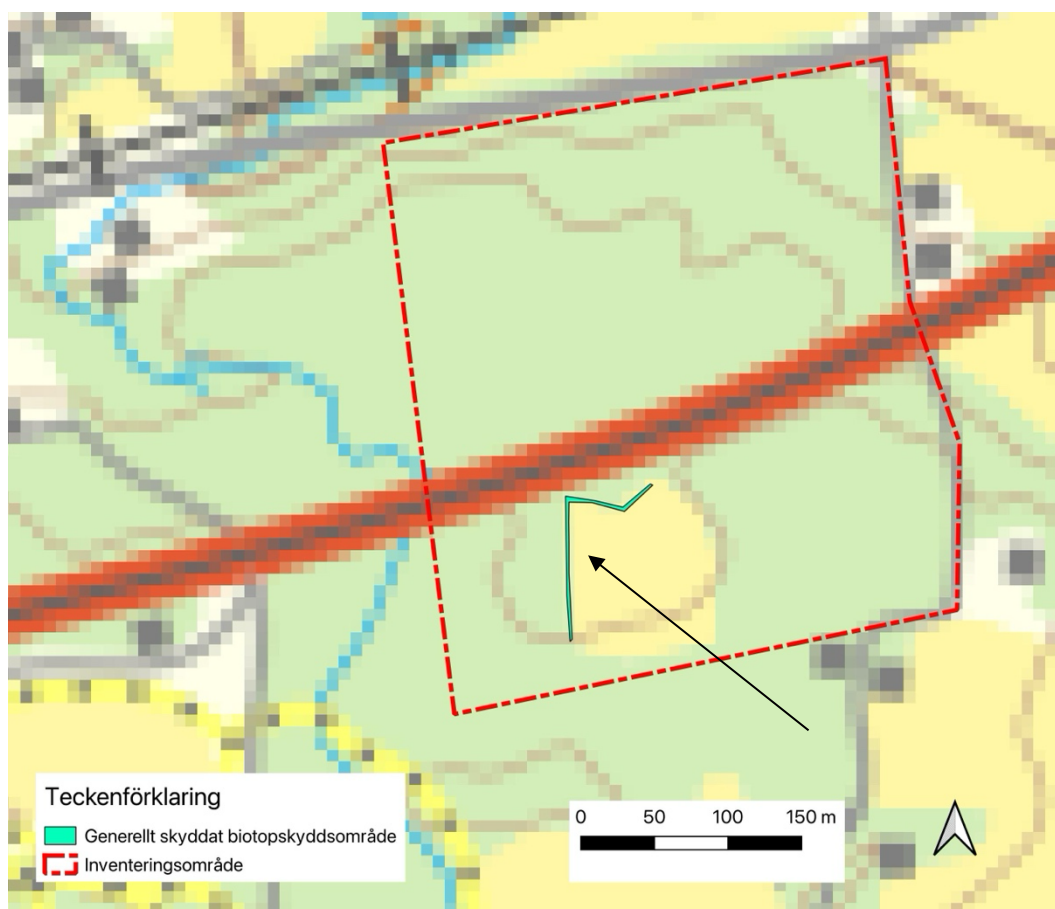 Teckenförklaring
Generellt skyddat biotopskyddsområde
Inventeringsområde
0 50 100 150 m